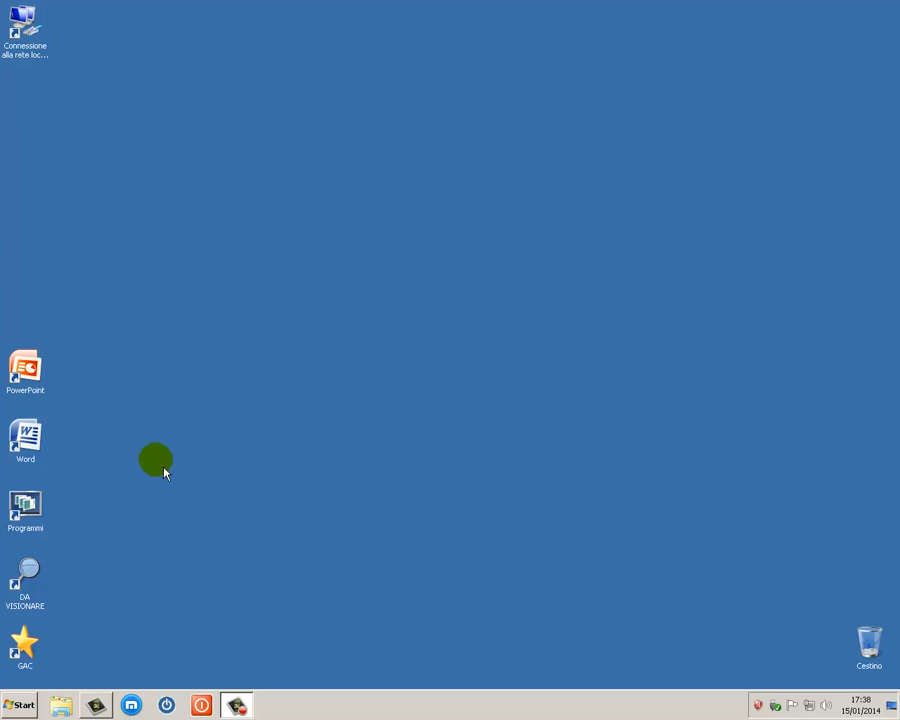 Connessione
alla rete loc...
PowerPoint
Word
Programmi
DA
VISIONARE
GAC
Cestino
Start
17:38
15/01/2014